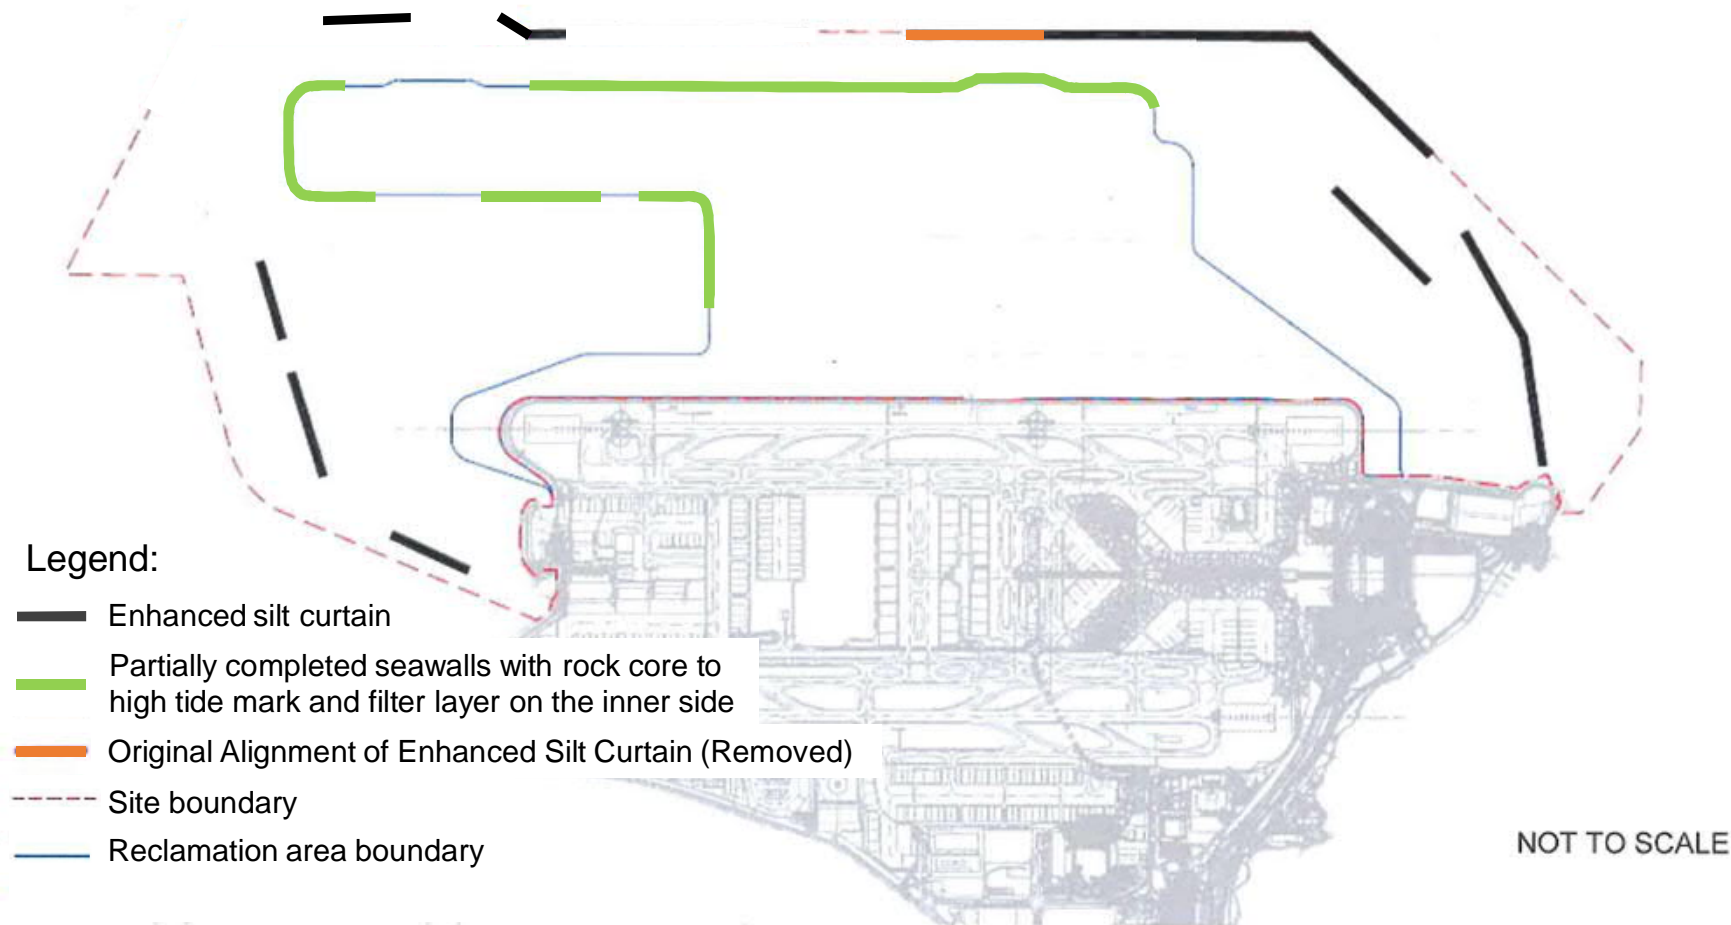 Legend:
Enhanced silt curtain
Partially completed seawalls with rock core to
high tide mark and filter layer on the inner side
Original Alignment of Enhanced Silt Curtain (Removed)
Site boundary
Reclamation area boundary
NOT TO SCALE